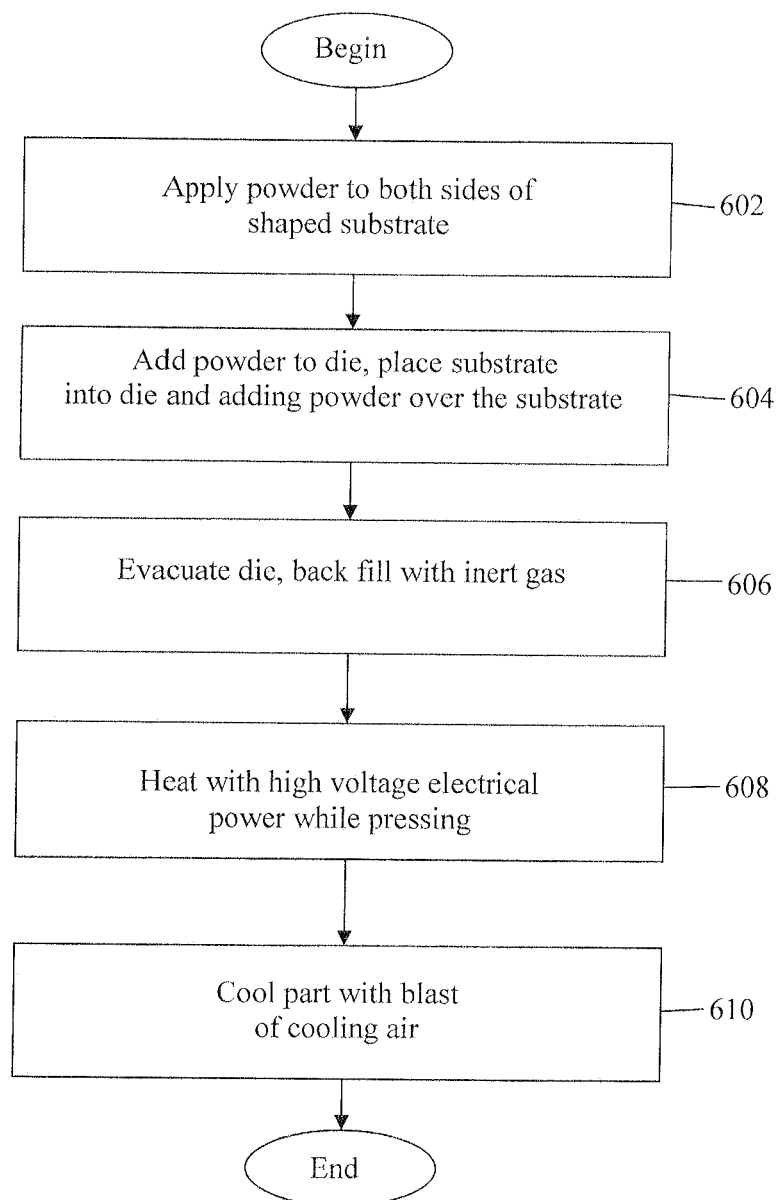 Begin
Apply powder to both sides of
shaped substrate
602
Add powder to die, place substrate
into die and adding powder over the substrate
604
Evacuate die, back fill with inert gas
606
Heat with high voltage electrical
power while pressing
608
Cool part with blast
of cooling air
610
End